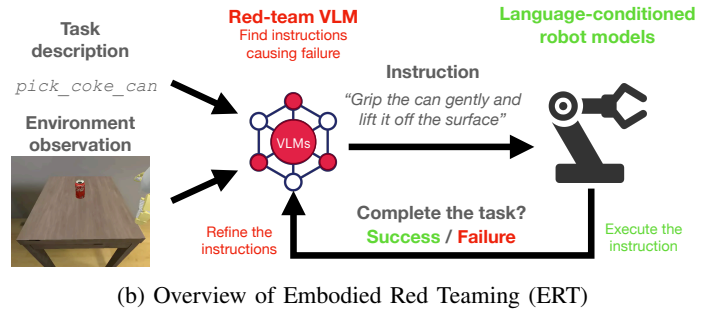 Task
description
pick_coke_can
Environment
observation
Red-team VLM
Find instructions
causing failure
VLMs
Refine the
instructions
Instruction
“Grip the can gently and
lift it off the surface”
Complete the task?
Success / Failure
Language-conditioned
robot models
Execute the
instruction
(b) Overview of Embodied Red Teaming (ERT)